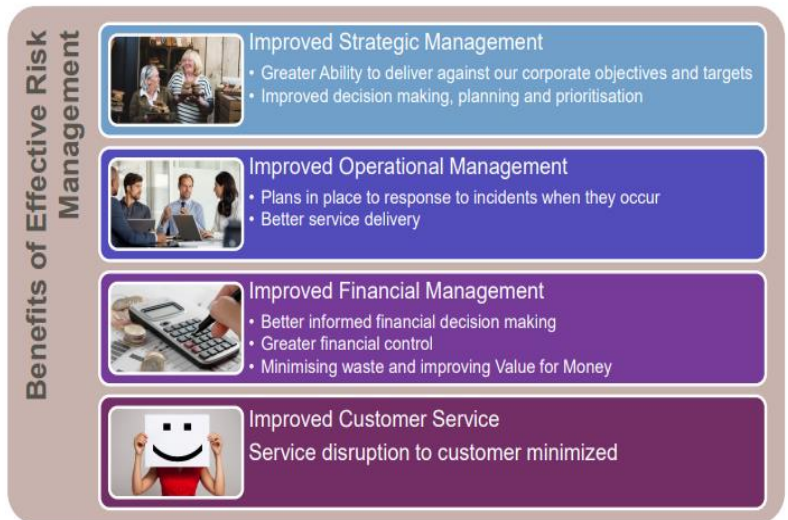 Benefits of Effective Risk
Management
Improved Strategic Management
• Greater Ability to deliver against our corporate objectives and targets
• Improved decision making, planning and prioritisation
Improved Operational Management
• Plans in place to response to incidents when they occur
• Better service delivery
Improved Financial Management
• Better informed financial decision making
• Greater financial control
• Minimising waste and improving Value for Money
Improved Customer Service
Service disruption to customer minimized